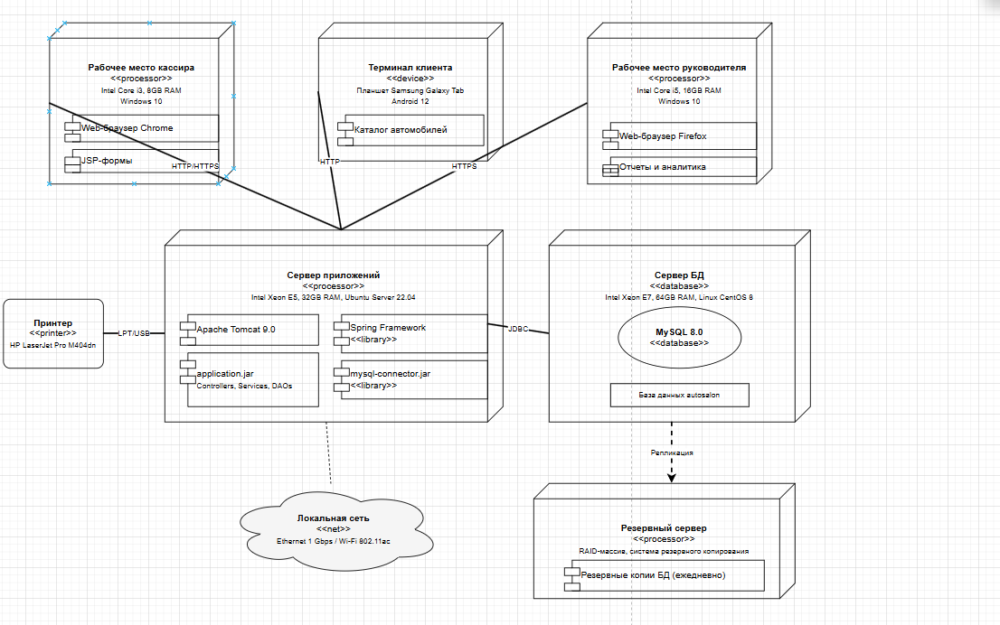 Рабочее место кассира
<<processor>>
Intel Core i3, 8GB RAM
Windows 10
Web-браузер Chrome
JSP-формы
HTTP/HTTPS
Терминал клиента
<<device>>
Планшет Samsung Galaxy Tab
Android 12
Каталог автомобилей
HTTP
Рабочее место руководителя
<<processor>>
Intel Core i5, 16GB RAM
Windows 10
Web-браузер Firefox
Отчеты и аналитика
HTTPS
Принтер
<<printer>>
HP LaserJet Pro M404dn
LPT/USB
Сервер приложений
<<processor>>
Intel Xeon E5, 32GB RAM, Ubuntu Server 22.04
Apache Tomcat 9.0
application.jar
Controllers, Services, DAOs
Spring Framework
<<library>>
mysql-connector.jar
<<library>>
JDBC
Сервер БД
<<database>>
Intel Xeon E7, 64GB RAM, Linux CentOS 8
MySQL 8.0
<<database>>
База данных autosalon
Репликация
Локальная сеть
<<net>>
Ethernet 1 Gbps / Wi-Fi 802.11ac
Резервный сервер
<<processor>>
RAID-массив, система резервного копирования
Резервные копии БД (ежедневно)